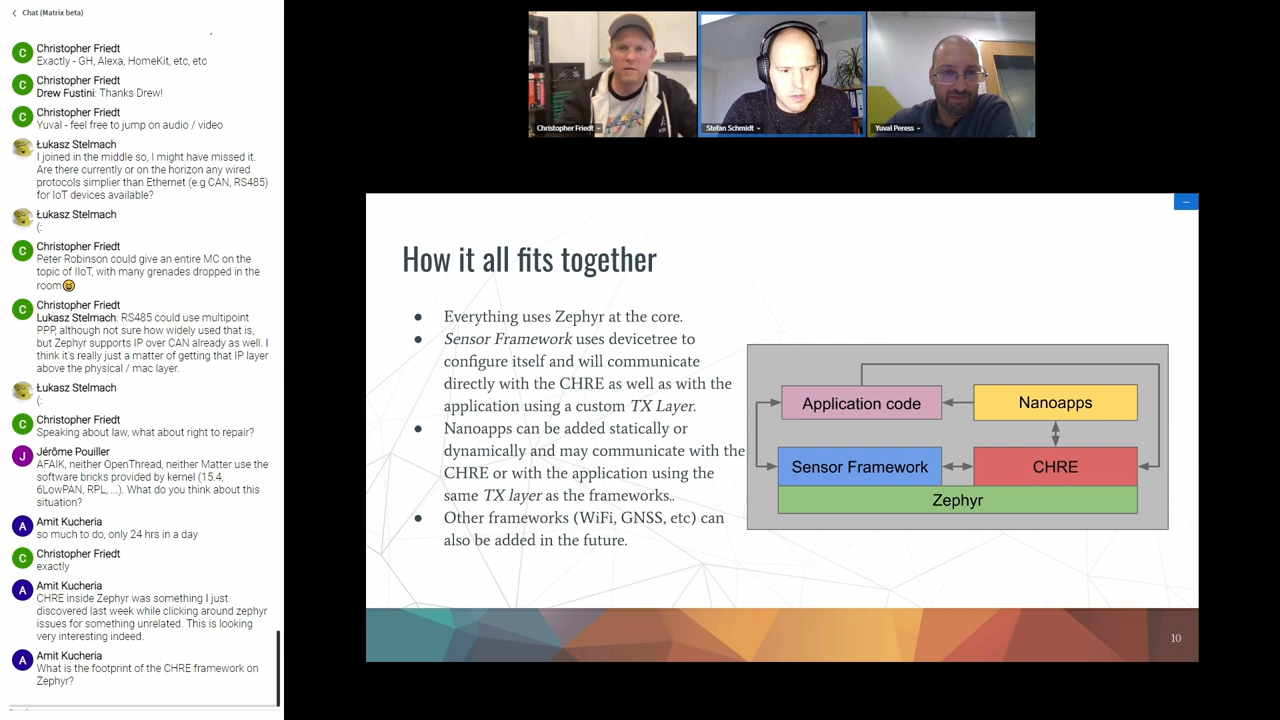 Chat (Matrix beta)
Christopher Friedt
Exactly - GH, Alexa, HomeKit, etc, etc
Christopher Friedt
Drew Fustini: Thanks Drew!
Christopher Friedt
Yuval - feel free to jump on audio / video
Łukasz Stelmach
I joined in the middle so, I might have missed it.
Are there currently or on the horizon any wired
protocols simplier than Ethernet (e.g CAN, RS485)
for IoT devices available?
Łukasz Stelmach
(:
Christopher Friedt
Peter Robinson could give an entire MC on the
topic of IIoT, with many grenades dropped in the
room😄
Christopher Friedt
Lukasz Stelmach: RS485 could use multipoint
PPP, although not sure how widely used that is,
but Zephyr supports IP over CAN already as well. I
think it's really just a matter of getting that IP layer
above the physical / mac layer.
Łukasz Stelmach
(:
Christopher Friedt
Speaking about law, what about right to repair?
Jérôme Pouiller
AFAIK, neither OpenThread, neither Matter use the
software bricks provided by kernel (15.4,
6LowPAN, RPL, ...). What do you think about this
situation?
Amit Kucheria
so much to do, only 24 hrs in a day
Christopher Friedt
exactly
Amit Kucheria
CHRE inside Zephyr was something I just
discovered last week while clicking around zephyr
issues for something unrelated. This is looking
very interesting indeed.
Amit Kucheria
What is the footprint of the CHRE framework on
Zephyr?
Christopher Friedt
Stefan Schmidt
Yuval Peress
How it all fits together
● Everything uses Zephyr at the core.
● Sensor Framework uses devicetree to
configure itself and will communicate
directly with the CHRE as well as with the
application using a custom TX Layer.
● Nanoapps can be added statically or
dynamically and may communicate with the
CHRE or with the application using the
same TX layer as the frameworks..
● Other frameworks (WiFi, GNSS, etc) can
also be added in the future.
Application code
Nanoapps
Sensor Framework
CHRE
Zephyr
10